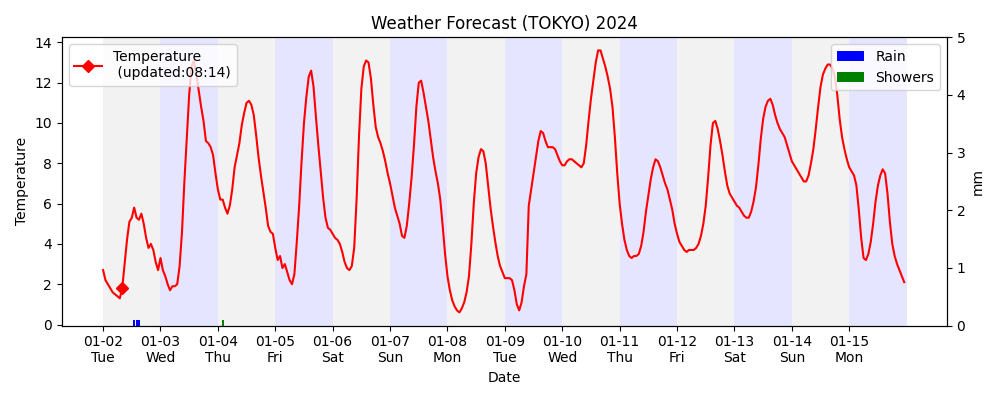 Weather Forecast (TOKYO) 2024
Temperature
(updated:08:14)
Rain
Showers
Temperature
14
12
10
8
6
4
2
0
5
4
3
2
1
0
mm
01-02 01-03 01-04 01-05 01-06 01-07 01-08 01-09 01-10 01-11 01-12 01-13 01-14 01-15
Tue Wed Thu Fri Sat Sun Mon Tue Wed Thu Fri Sat Sun Mon
Date